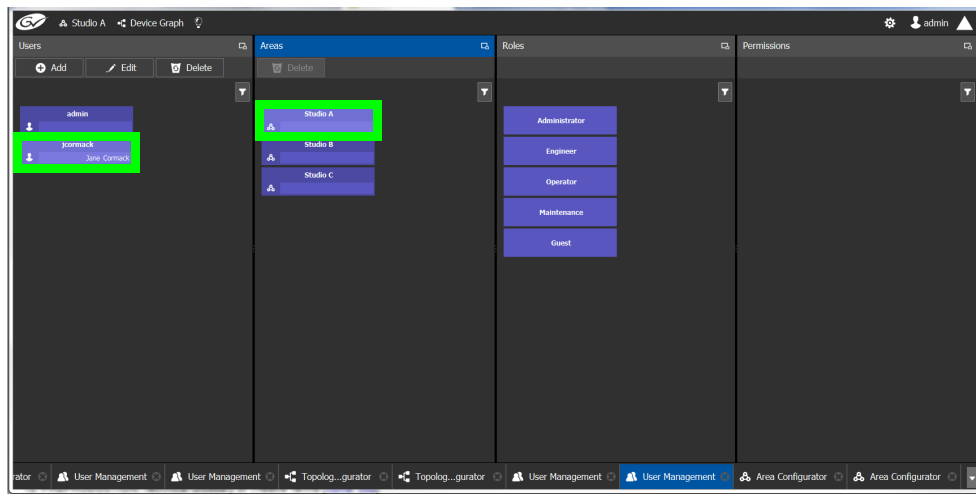 GV Studio A Device Graph admin
Users Areas Roles Permissions
Add Edit Delete Delete
admin
jcormack
Jane Cormack
Studio A
Studio B
Studio C
Administrator
Engineer
Operator
Maintenance
Guest
rator User Management User Management Topolog...gurator Topolog...gurator User Management User Management Area Configurator Area Configurator